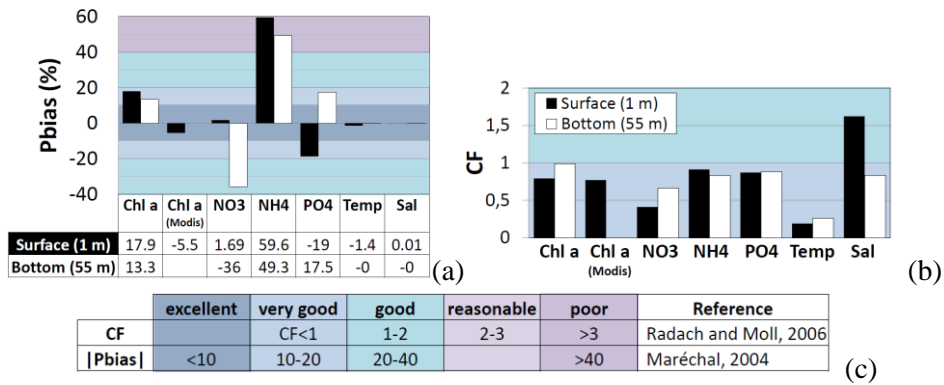 60
40
20
0
-20
-40
Pbias (%)
Chl a Chl a (Modis) NO3 NH4 PO4 Temp Sal
Surface (1 m) 17.9 -5.5 1.69 59.6 -19 -1.4 0.01
Bottom (55 m) 13.3 -36 49.3 17.5 -0 -0
(a)
2
1,5
1
0,5
0
CF
Surface (1 m)
Bottom (55 m)
Chl a Chl a (Modis) NO3 NH4 PO4 Temp Sal
(b)
excellent very good good reasonable poor Reference
CF CF<1 1-2 2-3 >3 Radach and Moll, 2006
|Pbias| <10 10-20 20-40 >40 Maréchal, 2004
(c)